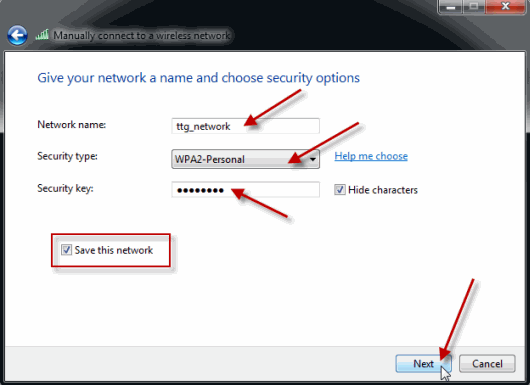 Manually connect to a wireless network
Give your network a name and choose security options
Network name: ttg_network
Security type: WPA2-Personal Help me choose
Security key: ●●●●●●●● Hide characters
Save this network
Next Cancel